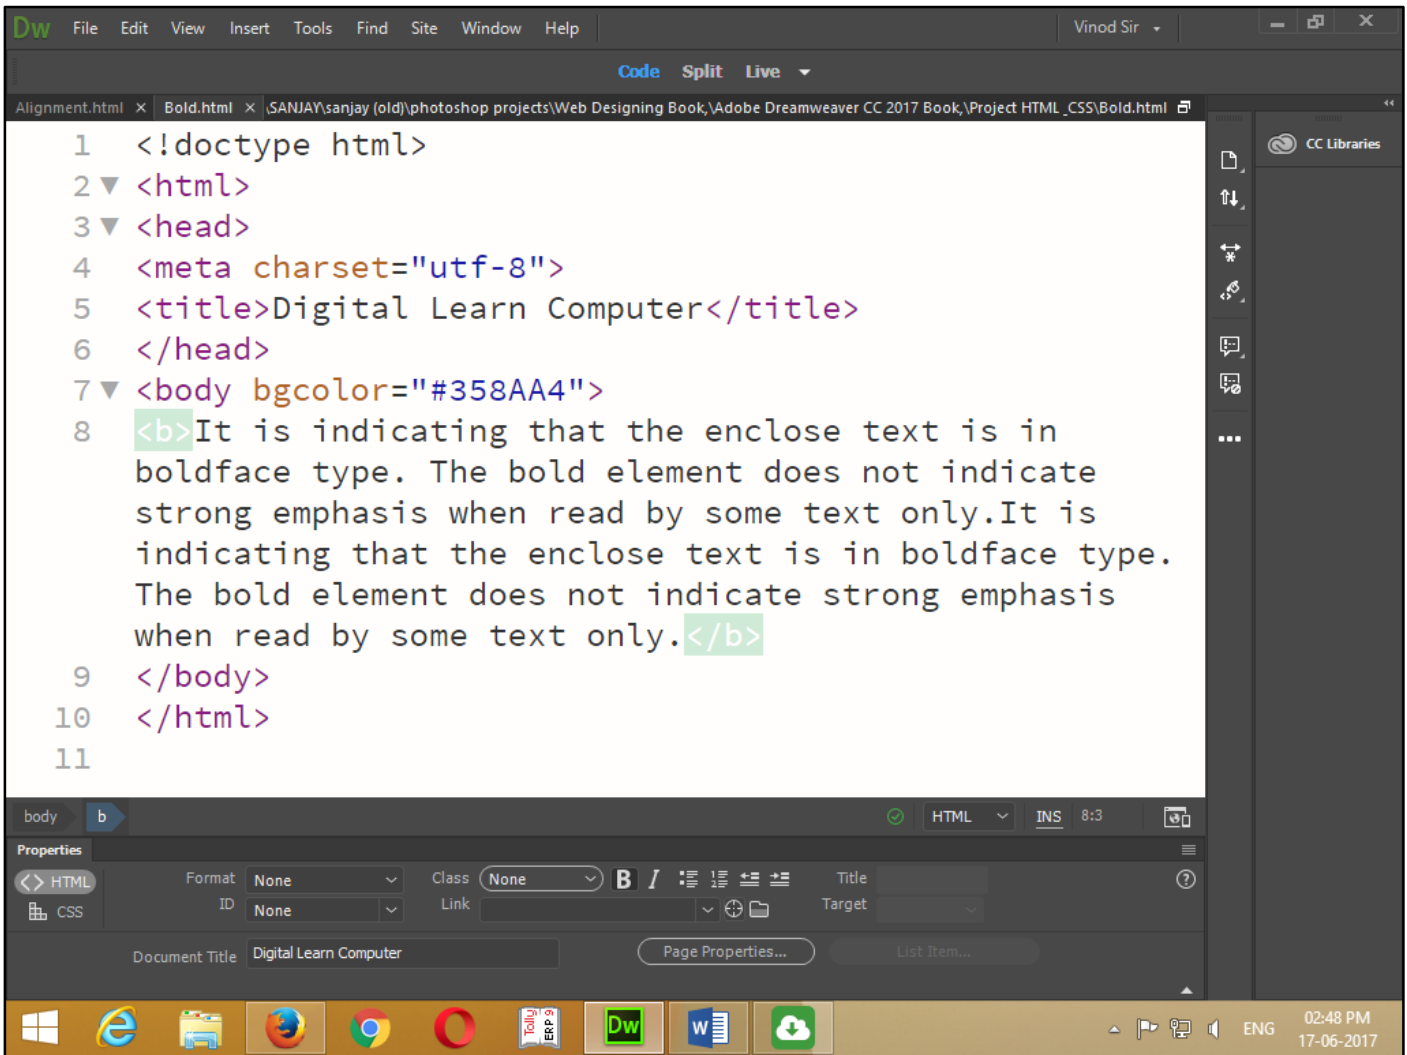 Dw File Edit View Insert Tools Find Site Window Help Vinod Sir
Code Split Live
Alignment.html × Bold.html × \SANJAY\sanjay (old)\photoshop projects\Web Designing Book,\Adobe Dreamweaver CC 2017 Book,\Project HTML_CSS\Bold.html
CC Libraries
1 <!doctype html>
2 <html>
3 <head>
4 <meta charset="utf-8">
5 <title>Digital Learn Computer</title>
6 </head>
7 <body bgcolor="#358AA4">
8 <b>It is indicating that the enclose text is in
boldface type. The bold element does not indicate
strong emphasis when read by some text only.It is
indicating that the enclose text is in boldface type.
The bold element does not indicate strong emphasis
when read by some text only.</b>
9 </body>
10 </html>
11
body b HTML INS 8:3
Properties
<> HTML Format None Class None B I Title
CSS ID None Link Target
Document Title Digital Learn Computer Page Properties... List Item...
Tally ERP 9 Dw W ENG 02:48 PM
17-06-2017